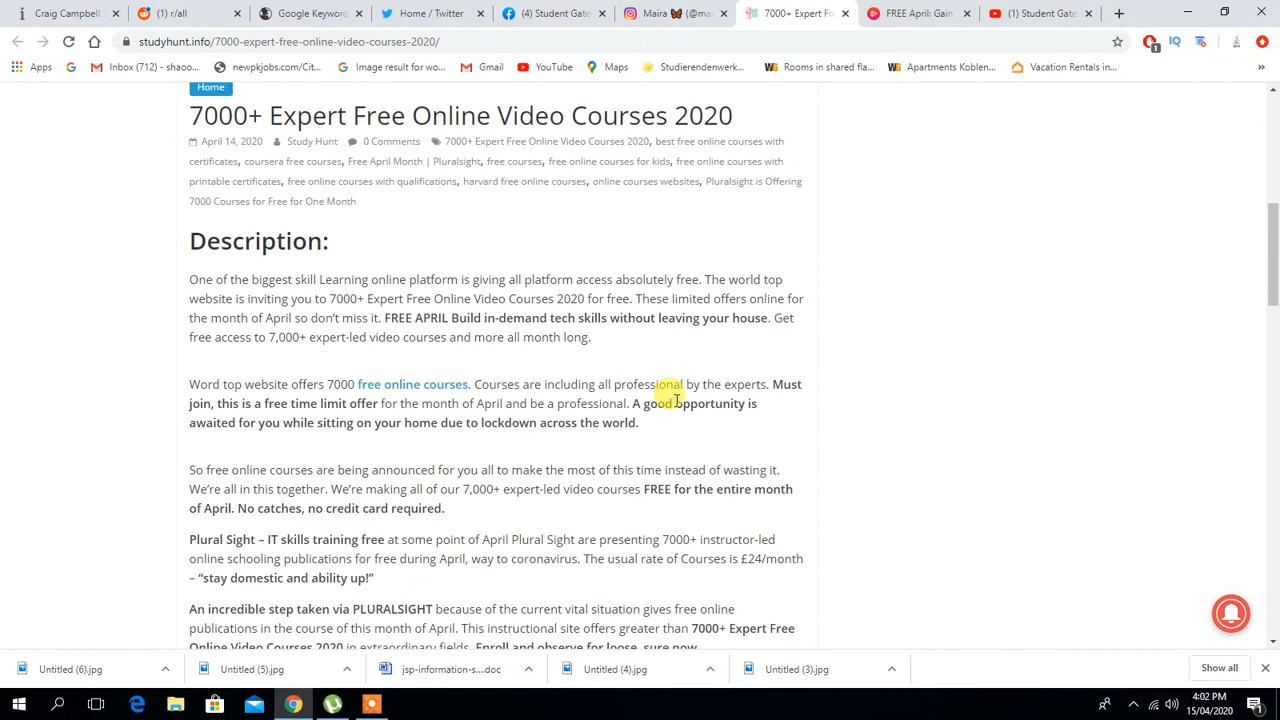 Craig Campbell S
r/all
Google Keyword
Home / Twitter
(4) Student Gate
Maira 🦋 (@ma
7000+ Expert Fre
FREE April: Gain
(1) Student Gate
studyhunt.info/7000-expert-free-online-video-courses-2020/
1
Apps
Inbox (712) - shaoo...
newpkjobs.com/Cit...
Image result for wo...
Gmail
YouTube
Maps
Studierendenwerk...
Rooms in shared fla...
Apartments Koblen...
Vacation Rentals in...
»
Home
7000+ Expert Free Online Video Courses 2020
April 14, 2020 Study Hunt 0 Comments 7000+ Expert Free Online Video Courses 2020, best free online courses with
certificates, coursera free courses, Free April Month | Pluralsight, free courses, free online courses for kids, free online courses with
printable certificates, free online courses with qualifications, harvard free online courses, online courses websites, Pluralsight is Offering
7000 Courses for Free for One Month
Description:
One of the biggest skill Learning online platform is giving all platform access absolutely free. The world top
website is inviting you to 7000+ Expert Free Online Video Courses 2020 for free. These limited offers online for
the month of April so don't miss it. FREE APRIL Build in-demand tech skills without leaving your house. Get
free access to 7,000+ expert-led video courses and more all month long.
Word top website offers 7000 free online courses. Courses are including all professional by the experts. Must
join, this is a free time limit offer for the month of April and be a professional. A good opportunity is
awaited for you while sitting on your home due to lockdown across the world.
So free online courses are being announced for you all to make the most of this time instead of wasting it.
We're all in this together. We're making all of our 7,000+ expert-led video courses FREE for the entire month
of April. No catches, no credit card required.
Plural Sight – IT skills training free at some point of April Plural Sight are presenting 7000+ instructor-led
online schooling publications for free during April, way to coronavirus. The usual rate of Courses is £24/month
– “stay domestic and ability up!”
An incredible step taken via PLURALSIGHT because of the current vital situation gives free online
publications in the course of this month of April. This instructional site offers greater than 7000+ Expert Free
Online Video Courses 2020 in extraordinary fields. Enroll and observe for loose, sure now
Untitled (6).jpg
Untitled (5).jpg
jsp-information-s....doc
Untitled (4).jpg
Untitled (3).jpg
Show all
4:02 PM
15/04/2020
1